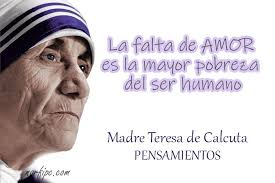 La falta de AMOR
es la mayor pobreza
del ser humano
Madre Teresa de Calcuta
PENSAMIENTOS